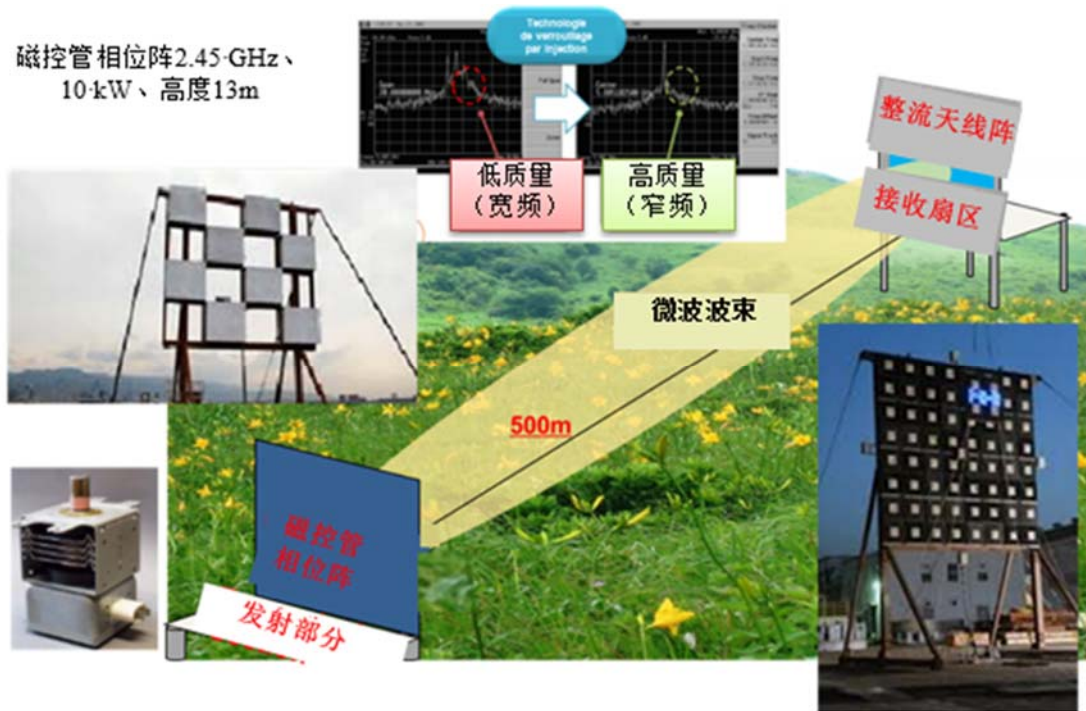 磁控管相位阵2.45·GHz、
10·kW、高度13m
Technologie
de verrouillage
par injection
低质量
（宽频）
高质量
（窄频）
整流天线阵
接收扇区
微波波束
500m
磁控管
相位阵
发射部分